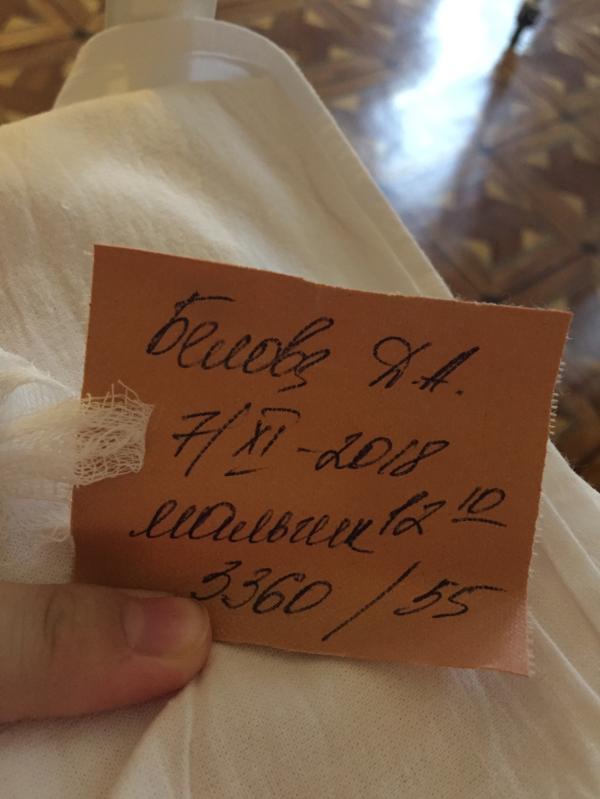 Белова Д.А.
7/XI-2018
мальчик 12 10
3360/55